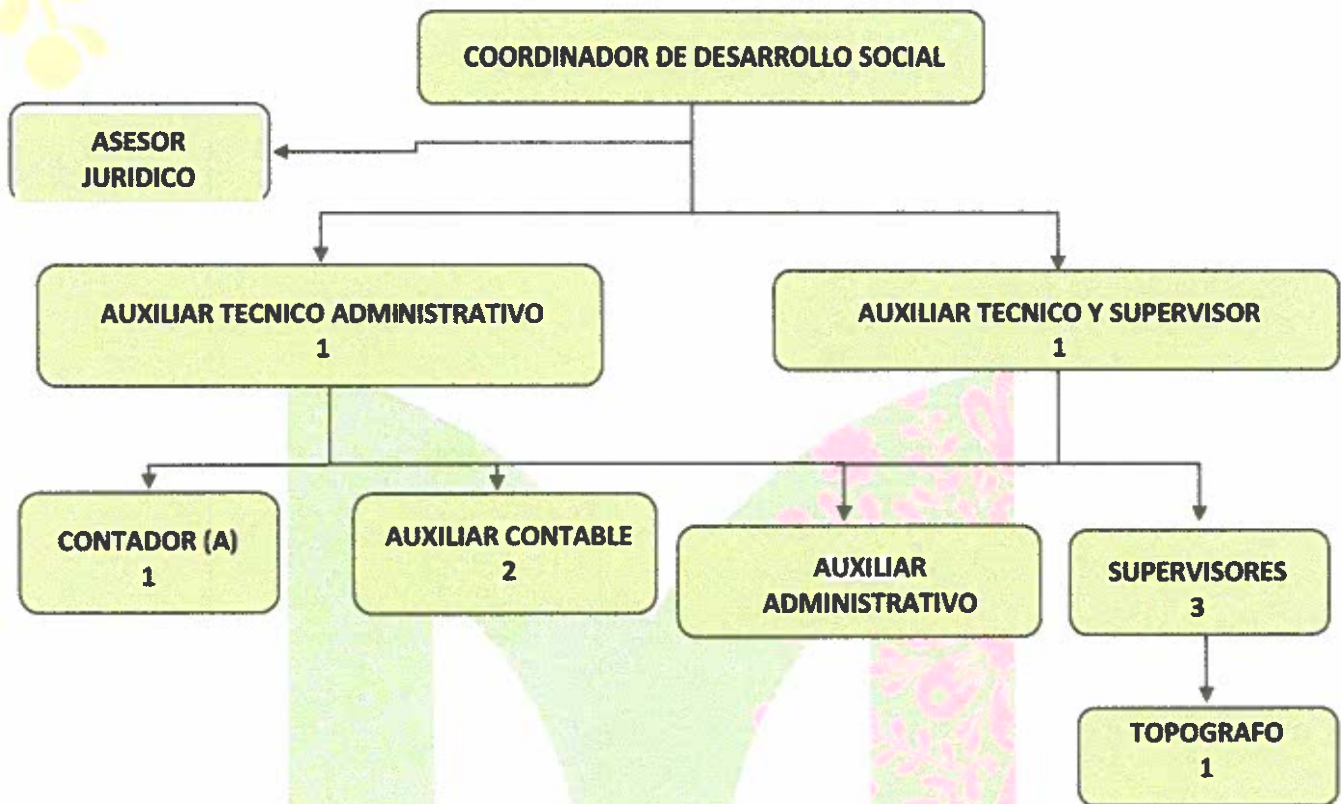 COORDINADOR DE DESARROLLO SOCIAL
ASESOR
JURIDICO
AUXILIAR TECNICO ADMINISTRATIVO
1
AUXILIAR TECNICO Y SUPERVISOR
1
CONTADOR (A)
1
AUXILIAR CONTABLE
2
AUXILIAR
ADMINISTRATIVO
SUPERVISORES
3
TOPOGRAFO
1